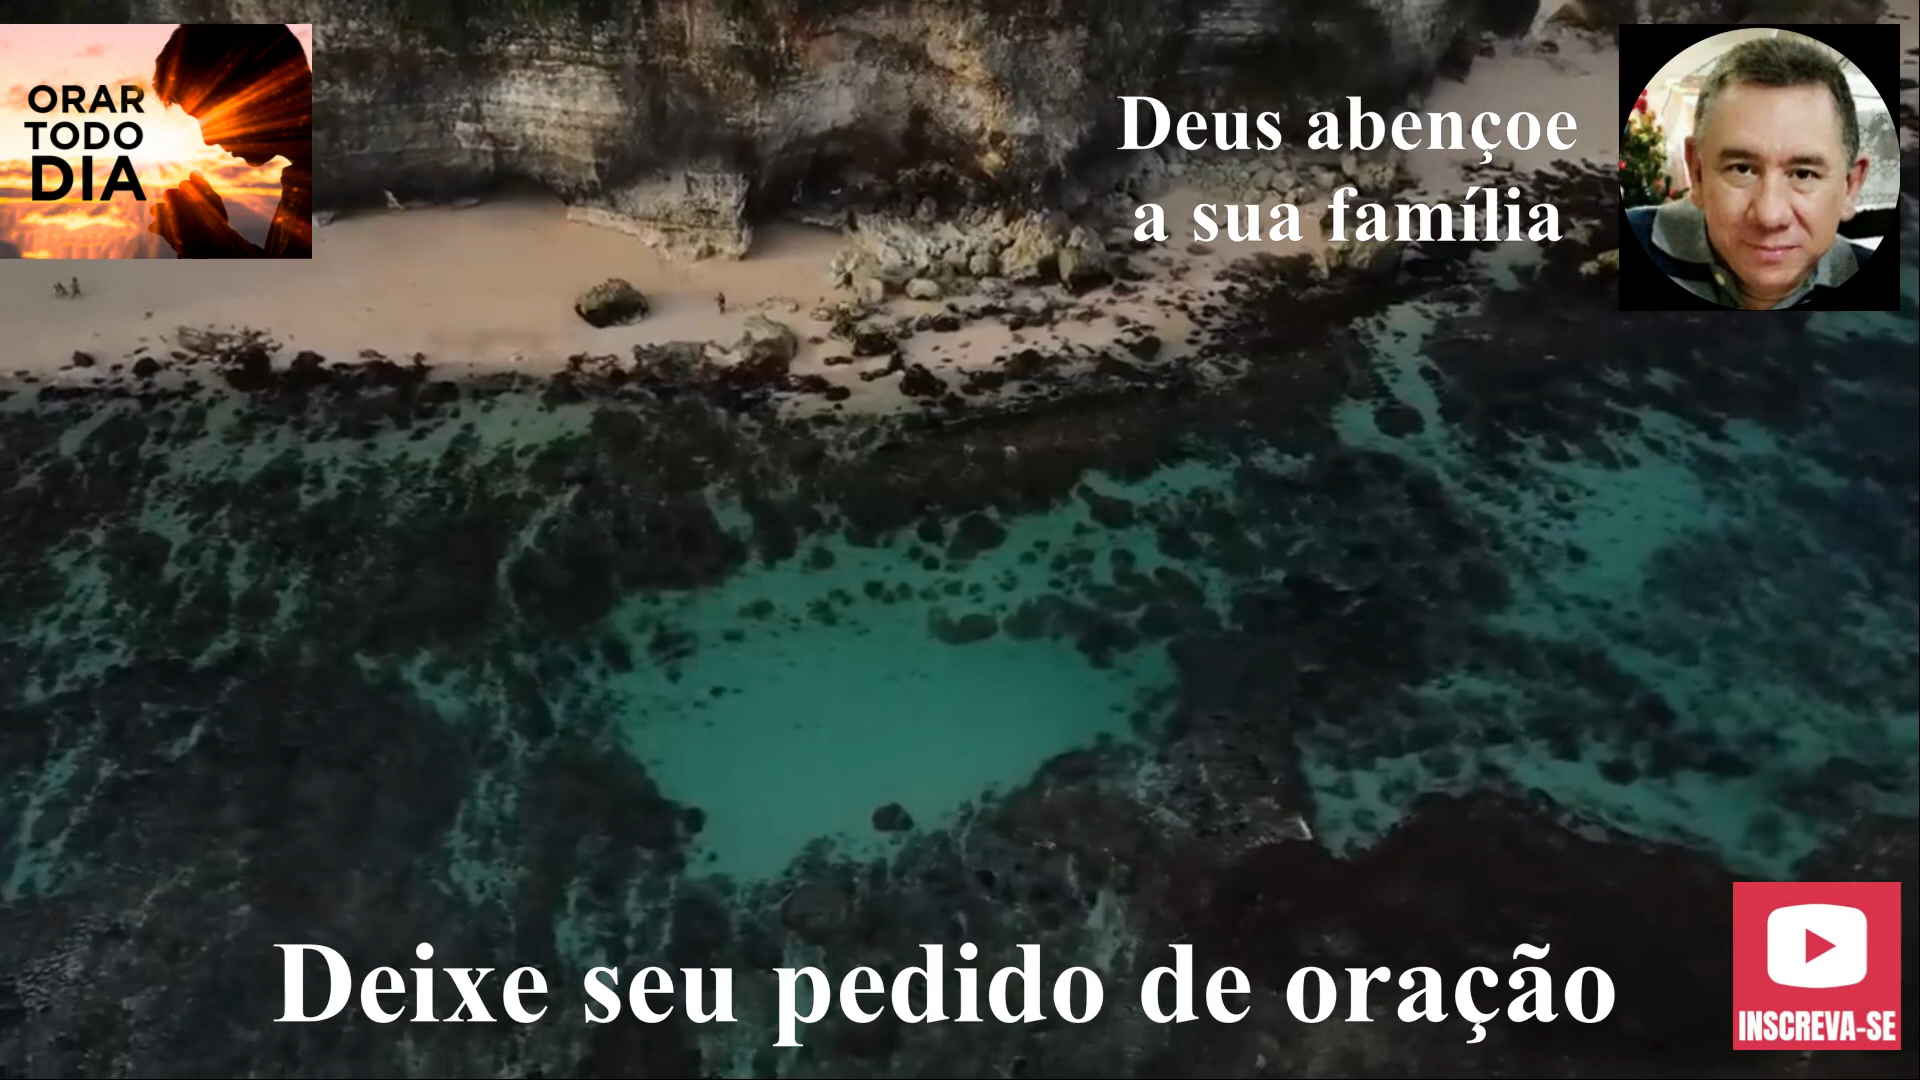 ORAR
TODO
DIA
Deus abençoe
a sua família
Deixe seu pedido de oração
INSCREVA-SE